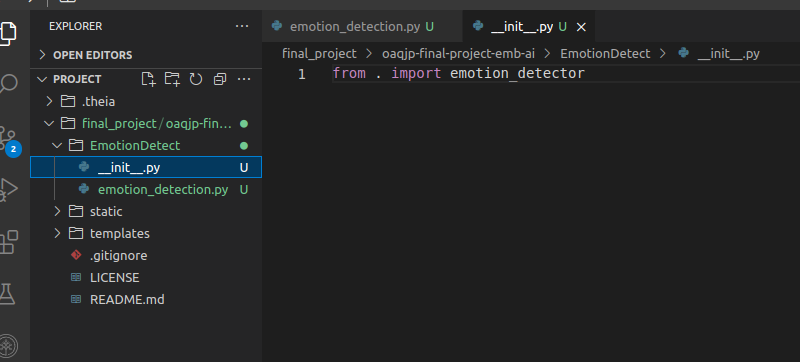 EXPLORER
OPEN EDITORS
PROJECT
.theia
final_project/oaqjp-fin...
EmotionDetect
__init__.py U
emotion_detection.py U
static
templates
.gitignore
LICENSE
README.md
2
emotion_detection.py U
__init__.py U
final_project > oaqjp-final-project-emb-ai > EmotionDetect > __init__.py
1 from . import emotion_detector